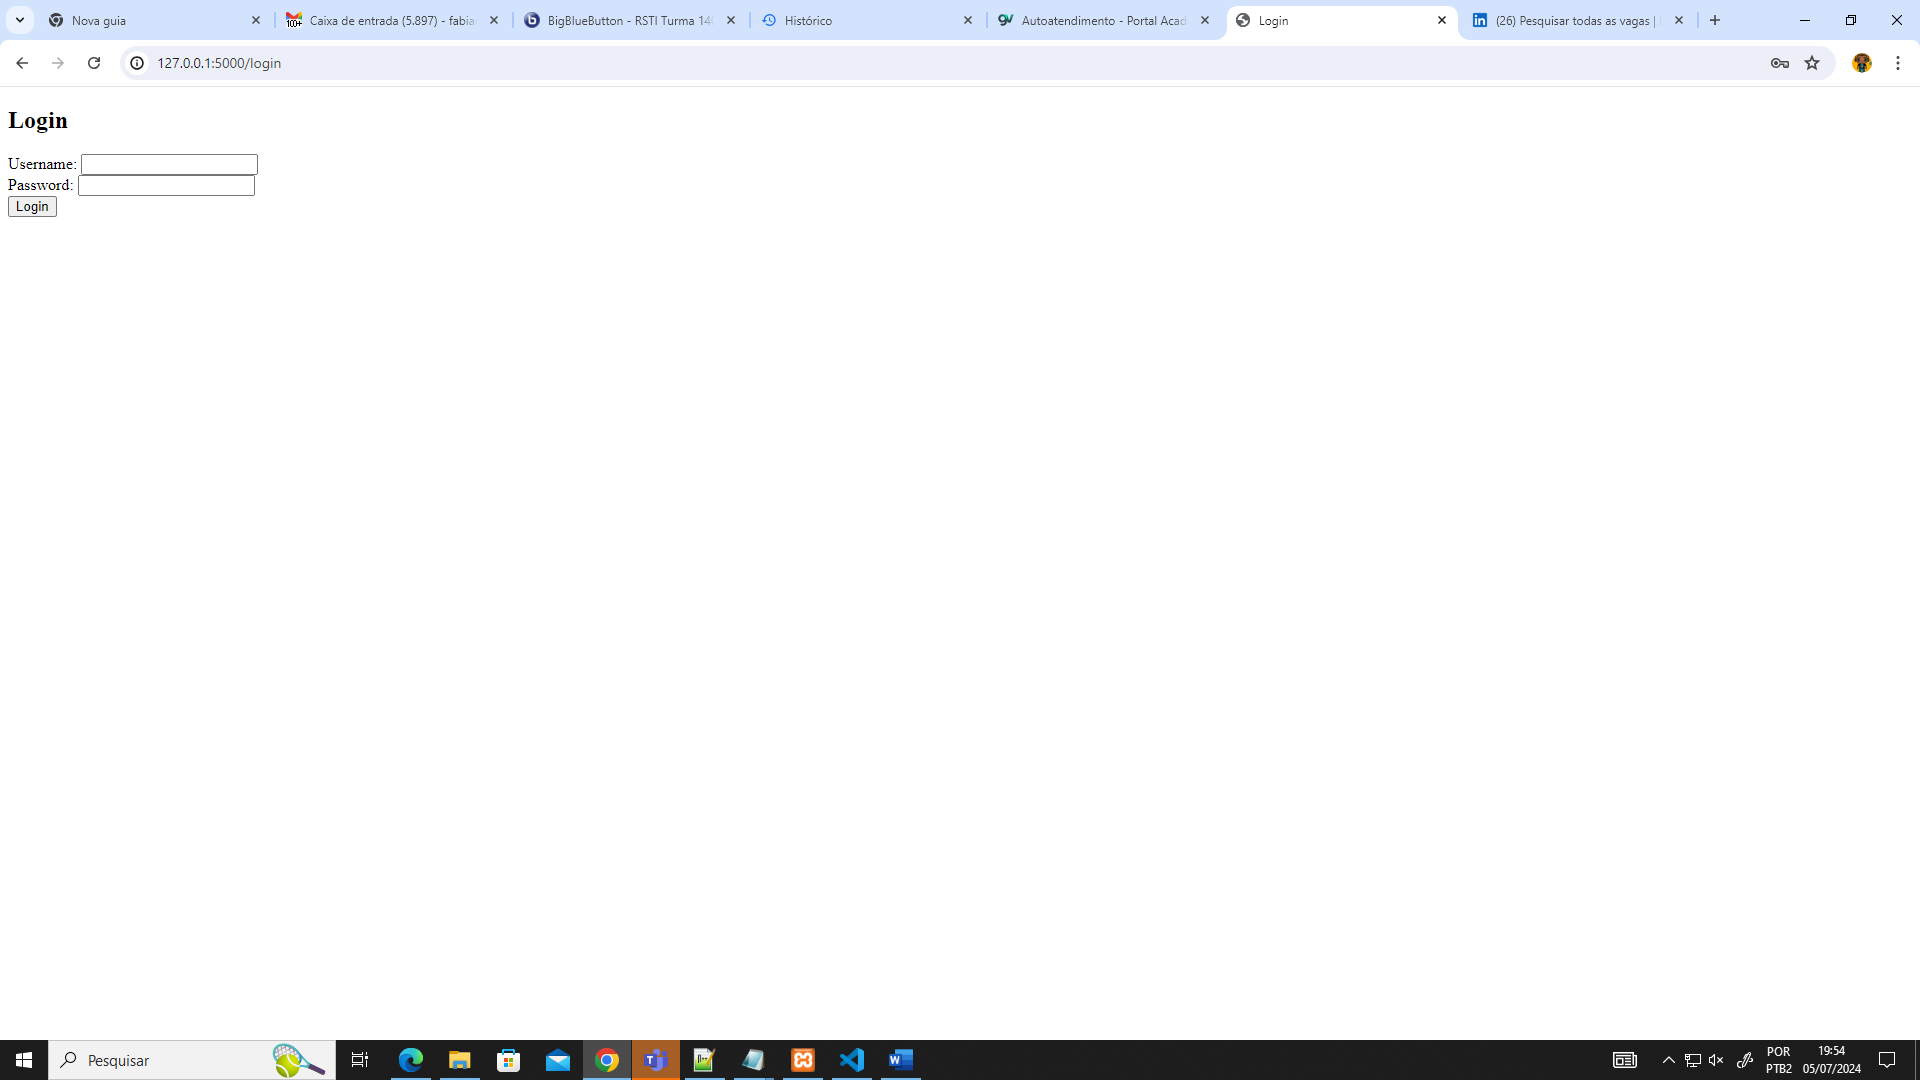 Nova guia
Caixa de entrada (5.897) - fabia
BigBlueButton - RSTI Turma 14
Histórico
Autoatendimento - Portal Acad
Login
(26) Pesquisar todas as vagas |
127.0.0.1:5000/login
Login
Username:
Password:
Login
Pesquisar
POR
PTB2
19:54
05/07/2024